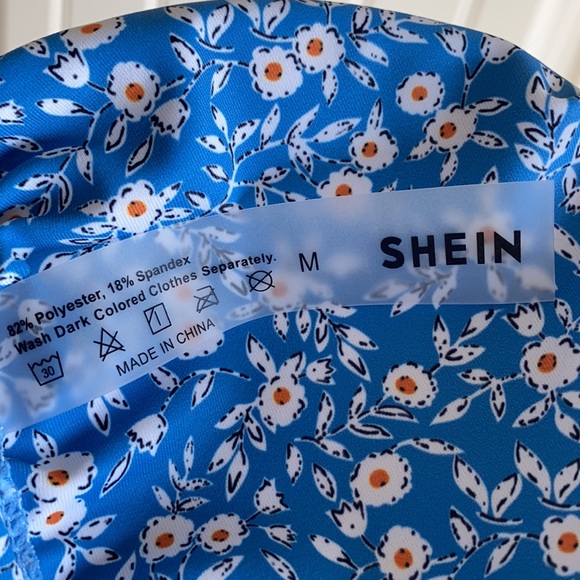 82% Polyester, 18% Spandex
Wash Dark Colored Clothes Separately.
30
MADE IN CHINA
M
SHEIN